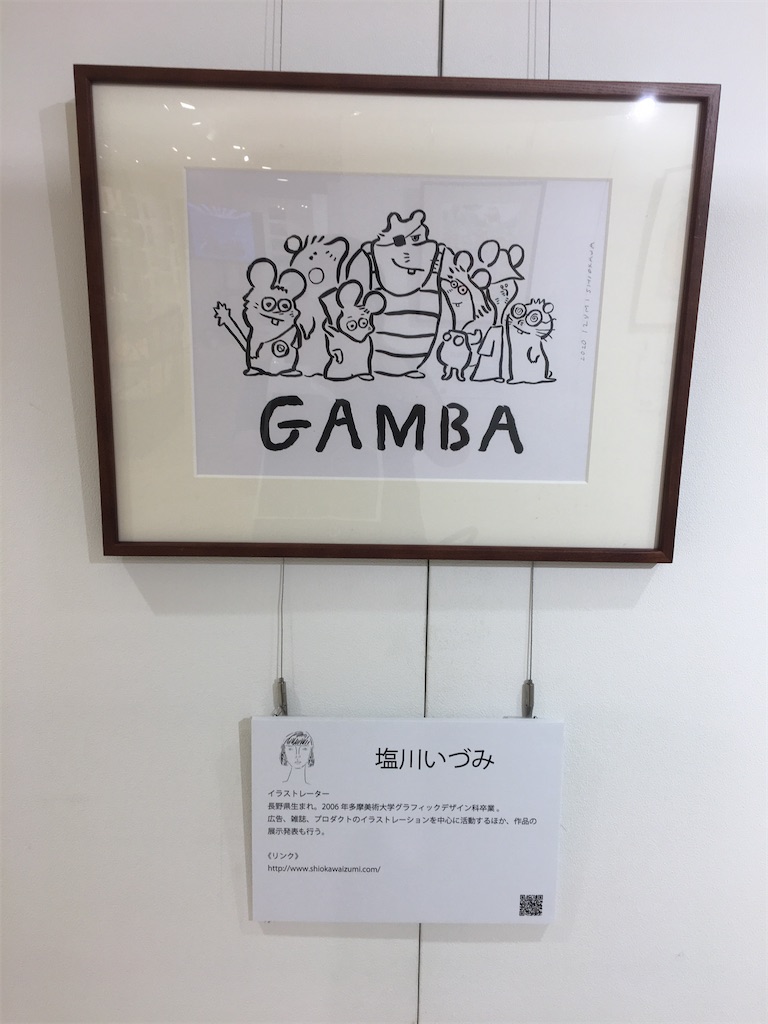 GAMBA
2020 IZUMI SHIOKAWA
塩川いづみ
イラストレーター
長野県生まれ。2006 年多摩美術大学グラフィックデザイン科卒業 。
広告、雑誌、プロダクトのイラストレーションを中心に活動するほか、作品の
展示発表も行う。
《リンク》
http://www.shiokawaizumi.com/